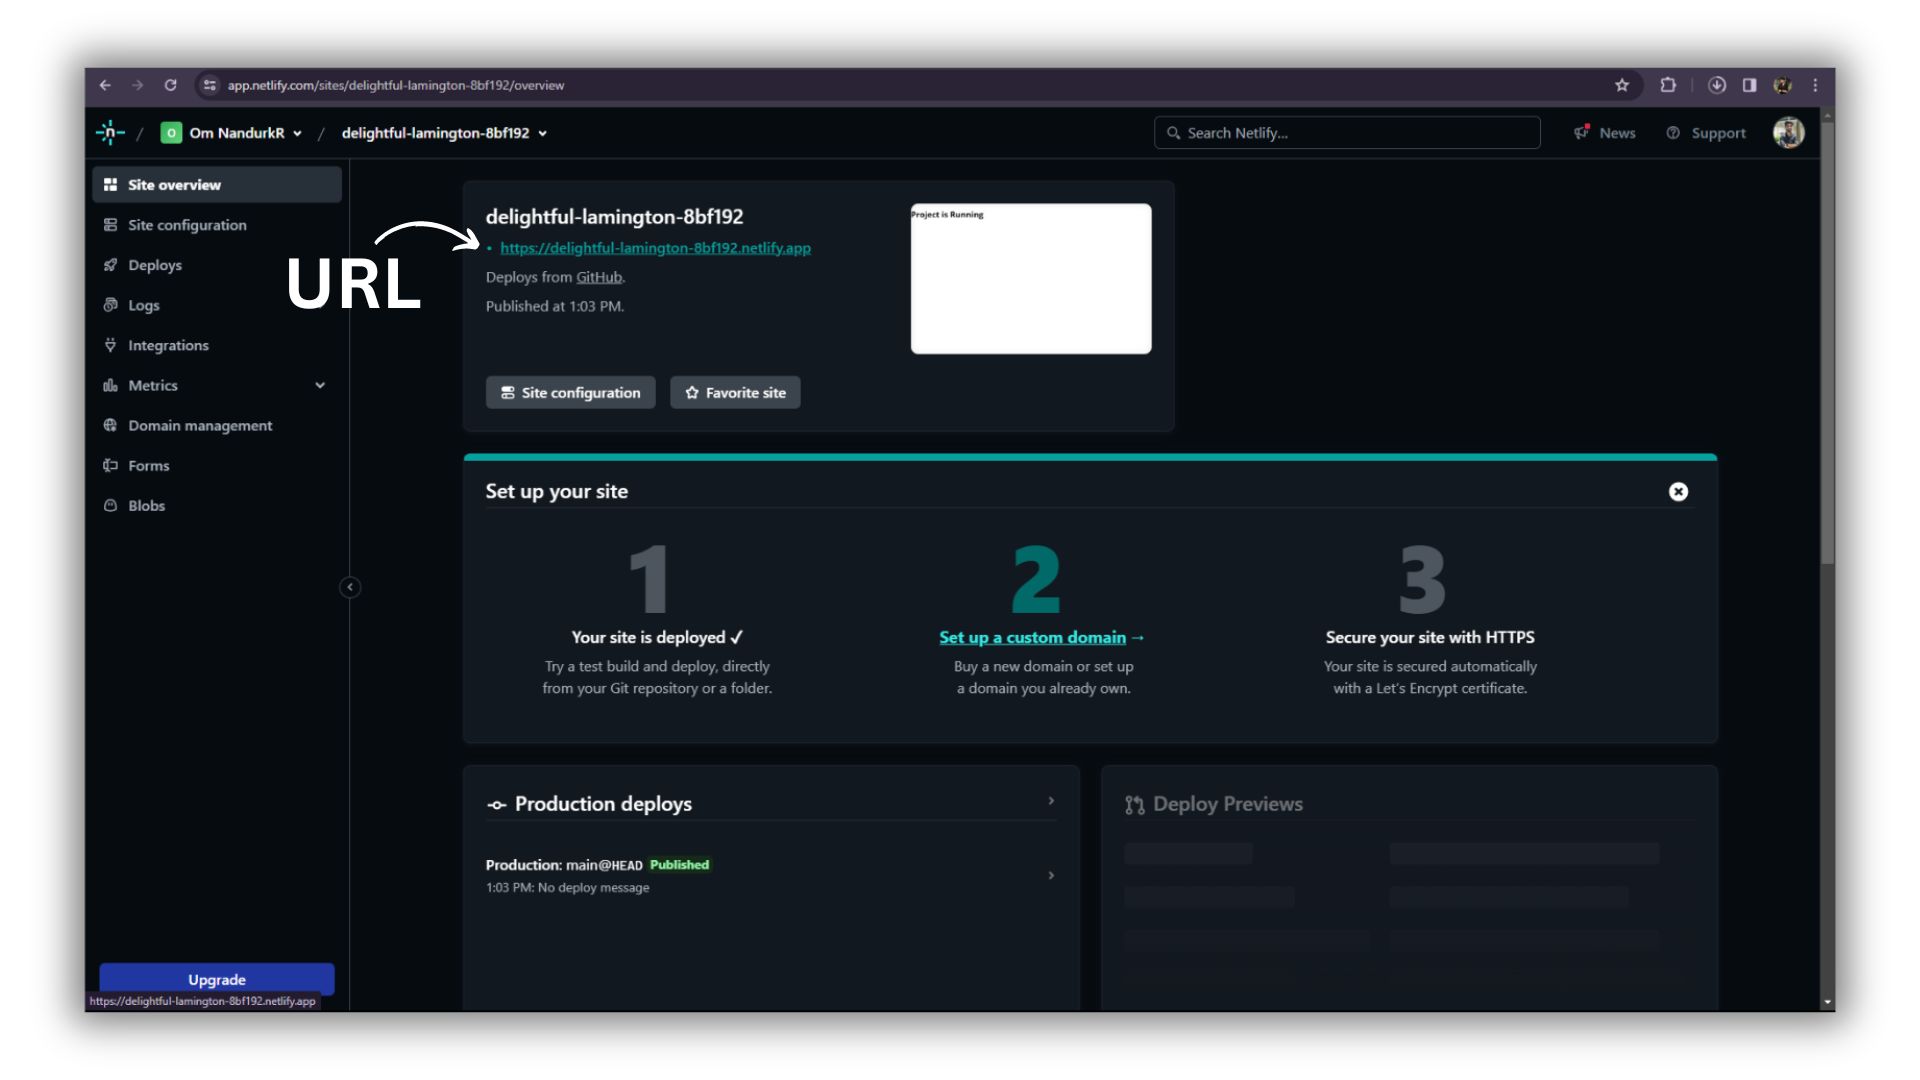 app.netlify.com/sites/delightful-lamington-8bf192/overview
n / O Om NandurkR / delightful-lamington-8bf192
Search Netlify...
News
Support
Site overview
Site configuration
Deploys
Logs
Integrations
Metrics
Domain management
Forms
Blobs
Upgrade
https://delightful-lamington-8bf192.netlify.app
URL
delightful-lamington-8bf192
https://delightful-lamington-8bf192.netlify.app
Deploys from GitHub.
Published at 1:03 PM.
Project is Running
Site configuration
Favorite site
Set up your site
1
Your site is deployed ✓
Try a test build and deploy, directly
from your Git repository or a folder.
2
Set up a custom domain →
Buy a new domain or set up
a domain you already own.
3
Secure your site with HTTPS
Your site is secured automatically
with a Let's Encrypt certificate.
Production deploys
Production: main@HEAD Published
1:03 PM: No deploy message
Deploy Previews